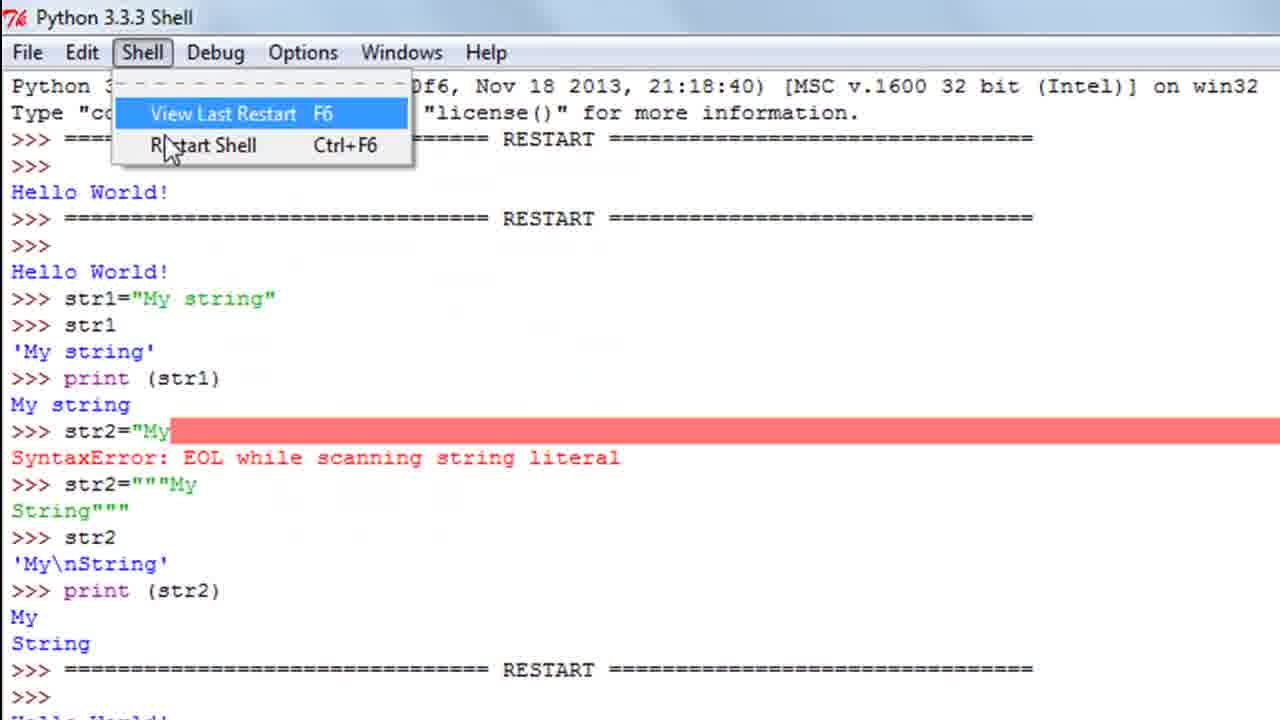 Python 3.3.3 Shell
File Edit Shell Debug Options Windows Help
Python 0f6, Nov 18 2013, 21:18:40) [MSC v.1600 32 bit (Intel)] on win32
Type "co "license()" for more information.
View Last Restart F6
Restart Shell Ctrl+F6
>>> ==== ====== RESTART ================================
>>>
Hello World!
>>> ================================ RESTART ================================
>>>
Hello World!
>>> str1="My string"
>>> str1
'My string'
>>> print (str1)
My string
>>> str2="My
SyntaxError: EOL while scanning string literal
>>> str2="""My
String"""
>>> str2
'My\nString'
>>> print (str2)
My
String
>>> ================================ RESTART ================================
>>>
Hello World!